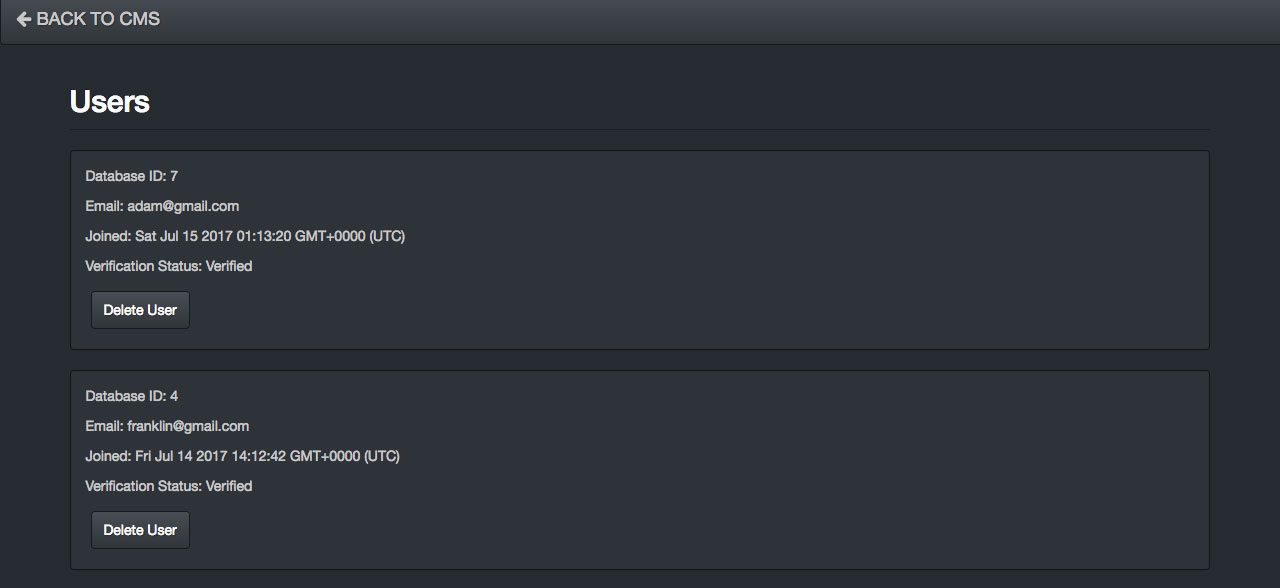 BACK TO CMS
Users
Database ID: 7
Email: adam@gmail.com
Joined: Sat Jul 15 2017 01:13:20 GMT+0000 (UTC)
Verification Status: Verified
Delete User
Database ID: 4
Email: franklin@gmail.com
Joined: Fri Jul 14 2017 14:12:42 GMT+0000 (UTC)
Verification Status: Verified
Delete User